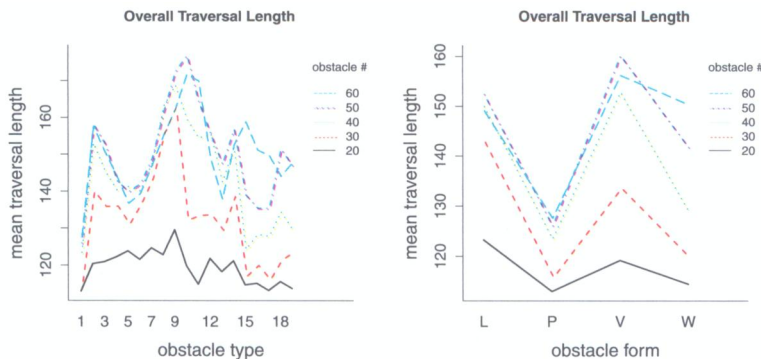 Overall Traversal Length
mean traversal length
160
140
120
obstacle #
60
50
40
30
20
1 3 5 7 9 12 15 18
obstacle type
Overall Traversal Length
mean traversal length
160
150
140
130
120
obstacle #
60
50
40
30
20
L P V W
obstacle form